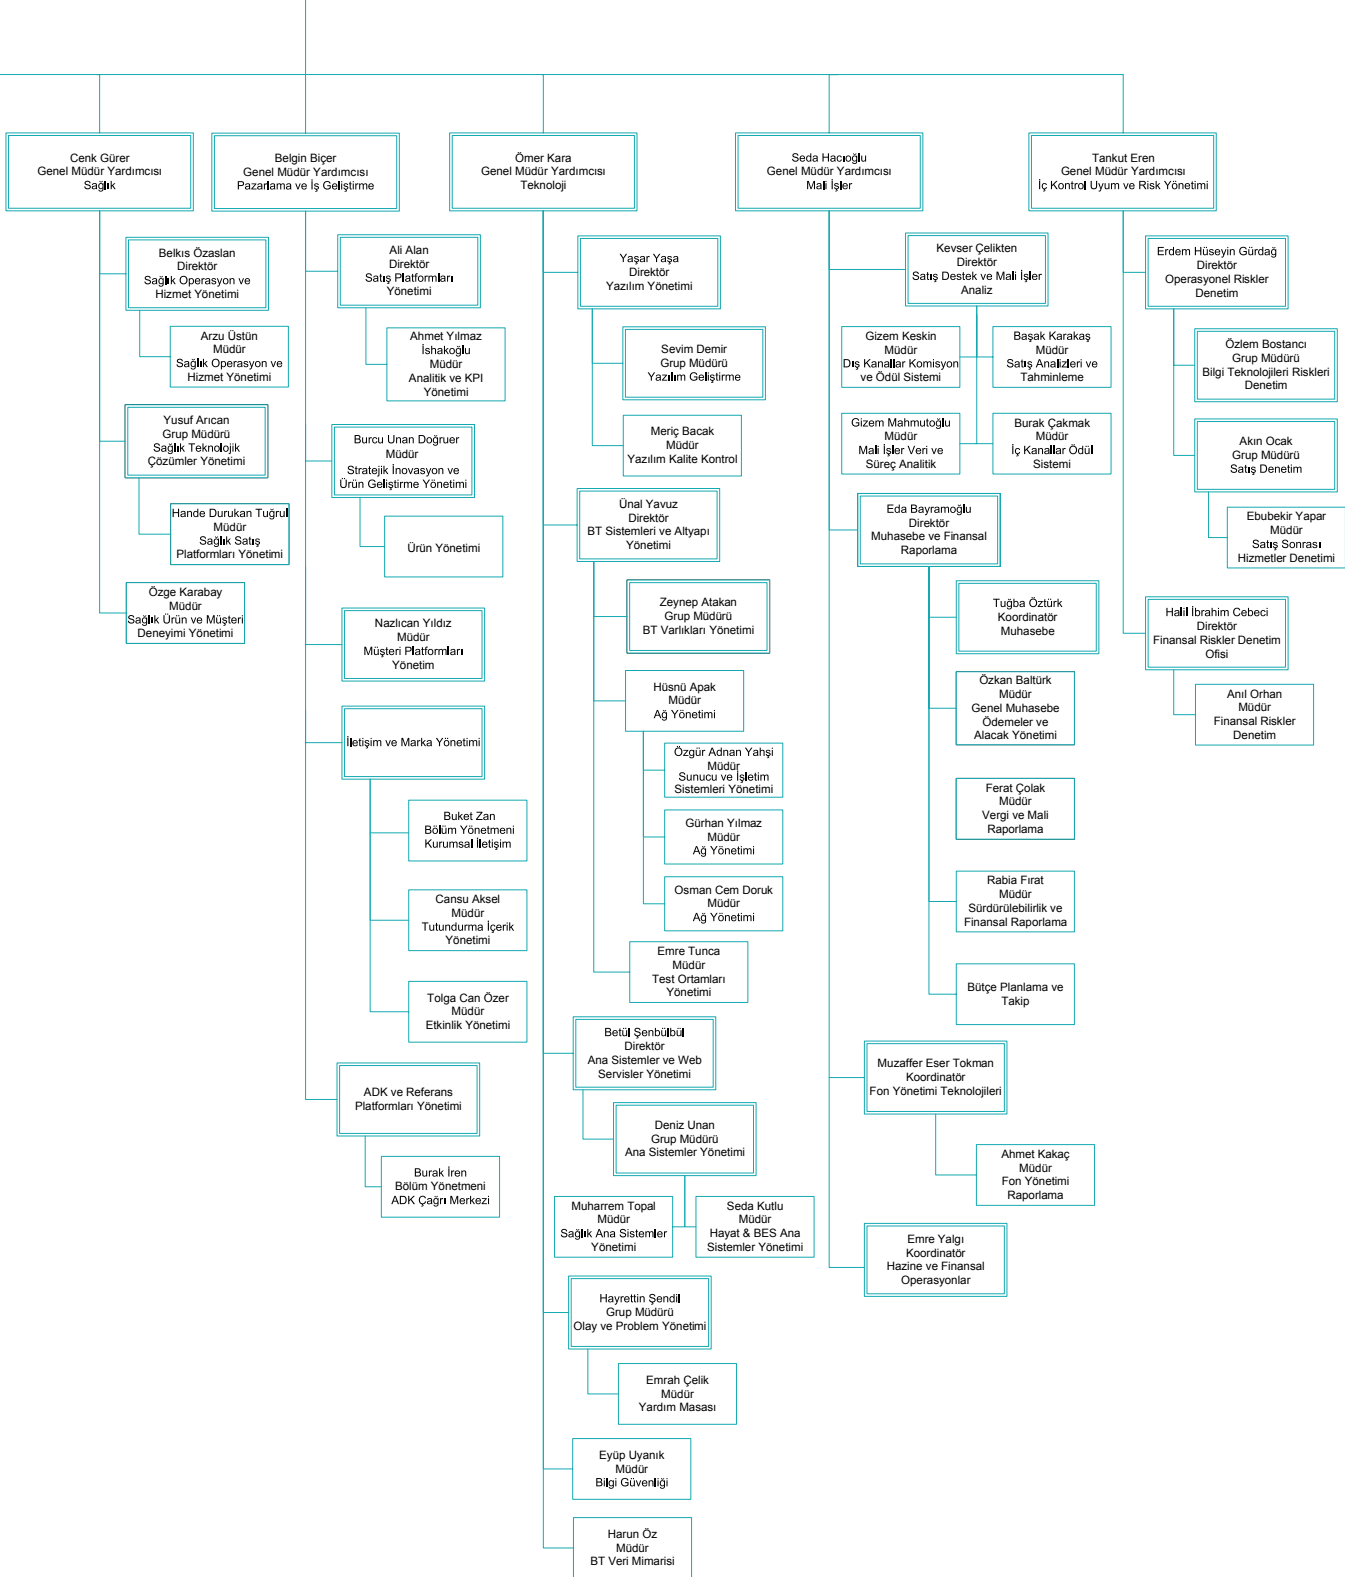 Cenk Gürer
Genel Müdür Yardımcısı
Sağlık
Belkıs Özaslan
Direktör
Sağlık Operasyon ve
Hizmet Yönetimi
Arzu Üstün
Müdür
Sağlık Operasyon ve
Hizmet Yönetimi
Yusuf Arıcan
Grup Müdürü
Sağlık Teknolojik
Çözümler Yönetimi
Hande Durukan Tuğrul
Müdür
Sağlık Satış
Platformları Yönetimi
Özge Karabay
Müdür
Sağlık Ürün ve Müşteri
Deneyimi Yönetimi
Belgin Biçer
Genel Müdür Yardımcısı
Pazarlama ve İş Geliştirme
Ali Alan
Direktör
Satış Platformları
Yönetimi
Ahmet Yılmaz
İshakoğlu
Müdür
Analitik ve KPI
Yönetimi
Burcu Unan Doğruer
Müdür
Stratejik İnovasyon ve
Ürün Geliştirme Yönetimi
Ürün Yönetimi
Nazlıcan Yıldız
Müdür
Müşteri Platformları
Yönetim
İletişim ve Marka Yönetimi
Buket Zan
Bölüm Yönetmeni
Kurumsal İletişim
Cansu Aksel
Müdür
Tutundurma İçerik
Yönetimi
Tolga Can Özer
Müdür
Etkinlik Yönetimi
ADK ve Referans
Platformları Yönetimi
Burak İren
Bölüm Yönetmeni
ADK Çağrı Merkezi
Ömer Kara
Genel Müdür Yardımcısı
Teknoloji
Yaşar Yaşa
Direktör
Yazılım Yönetimi
Sevim Demir
Grup Müdürü
Yazılım Geliştirme
Meriç Bacak
Müdür
Yazılım Kalite Kontrol
Ünal Yavuz
Direktör
BT Sistemleri ve Altyapı
Yönetimi
Zeynep Atakan
Grup Müdürü
BT Varlıkları Yönetimi
Hüsnü Apak
Müdür
Ağ Yönetimi
Özgür Adnan Yahşi
Müdür
Sunucu ve İşletim
Sistemleri Yönetimi
Gürhan Yılmaz
Müdür
Ağ Yönetimi
Osman Cem Doruk
Müdür
Ağ Yönetimi
Emre Tunca
Müdür
Test Ortamları
Yönetimi
Betül Şenbülbül
Direktör
Ana Sistemler ve Web
Servisler Yönetimi
Deniz Unan
Grup Müdürü
Ana Sistemler Yönetimi
Muharrem Topal
Müdür
Sağlık Ana Sistemler
Yönetimi
Seda Kutlu
Müdür
Hayat & BES Ana
Sistemler Yönetimi
Hayrettin Şendil
Grup Müdürü
Olay ve Problem Yönetimi
Emrah Çelik
Müdür
Yardım Masası
Eyüp Uyanık
Müdür
Bilgi Güvenliği
Harun Öz
Müdür
BT Veri Mimarisi
Seda Hacıoğlu
Genel Müdür Yardımcısı
Mali İşler
Kevser Çelikten
Direktör
Satış Destek ve Mali İşler
Analiz
Gizem Keskin
Müdür
Dış Kanallar Komisyon
ve Ödül Sistemi
Başak Karakaş
Müdür
Satış Analizleri ve
Tahminleme
Gizem Mahmutoğlu
Müdür
Mali İşler Veri ve
Süreç Analitik
Burak Çakmak
Müdür
İç Kanallar Ödül
Sistemi
Eda Bayramoğlu
Direktör
Muhasebe ve Finansal
Raporlama
Tuğba Öztürk
Koordinatör
Muhasebe
Özkan Baltürk
Müdür
Genel Muhasebe
Ödemeler ve
Alacak Yönetimi
Ferat Çolak
Müdür
Vergi ve Mali
Raporlama
Rabia Fırat
Müdür
Sürdürülebilirlik ve
Finansal Raporlama
Bütçe Planlama ve
Takip
Muzaffer Eser Tokman
Koordinatör
Fon Yönetimi Teknolojileri
Ahmet Kakaç
Müdür
Fon Yönetimi
Raporlama
Emre Yalgı
Koordinatör
Hazine ve Finansal
Operasyonlar
Tankut Eren
Genel Müdür Yardımcısı
İç Kontrol Uyum ve Risk Yönetimi
Erdem Hüseyin Gürdağ
Direktör
Operasyonel Riskler
Denetim
Özlem Bostancı
Grup Müdürü
Bilgi Teknolojileri Riskleri
Denetim
Akın Ocak
Grup Müdürü
Satış Denetim
Ebubekir Yapar
Müdür
Satış Sonrası
Hizmetler Denetimi
Halil İbrahim Cebeci
Direktör
Finansal Riskler Denetim
Ofisi
Anıl Orhan
Müdür
Finansal Riskler
Denetim